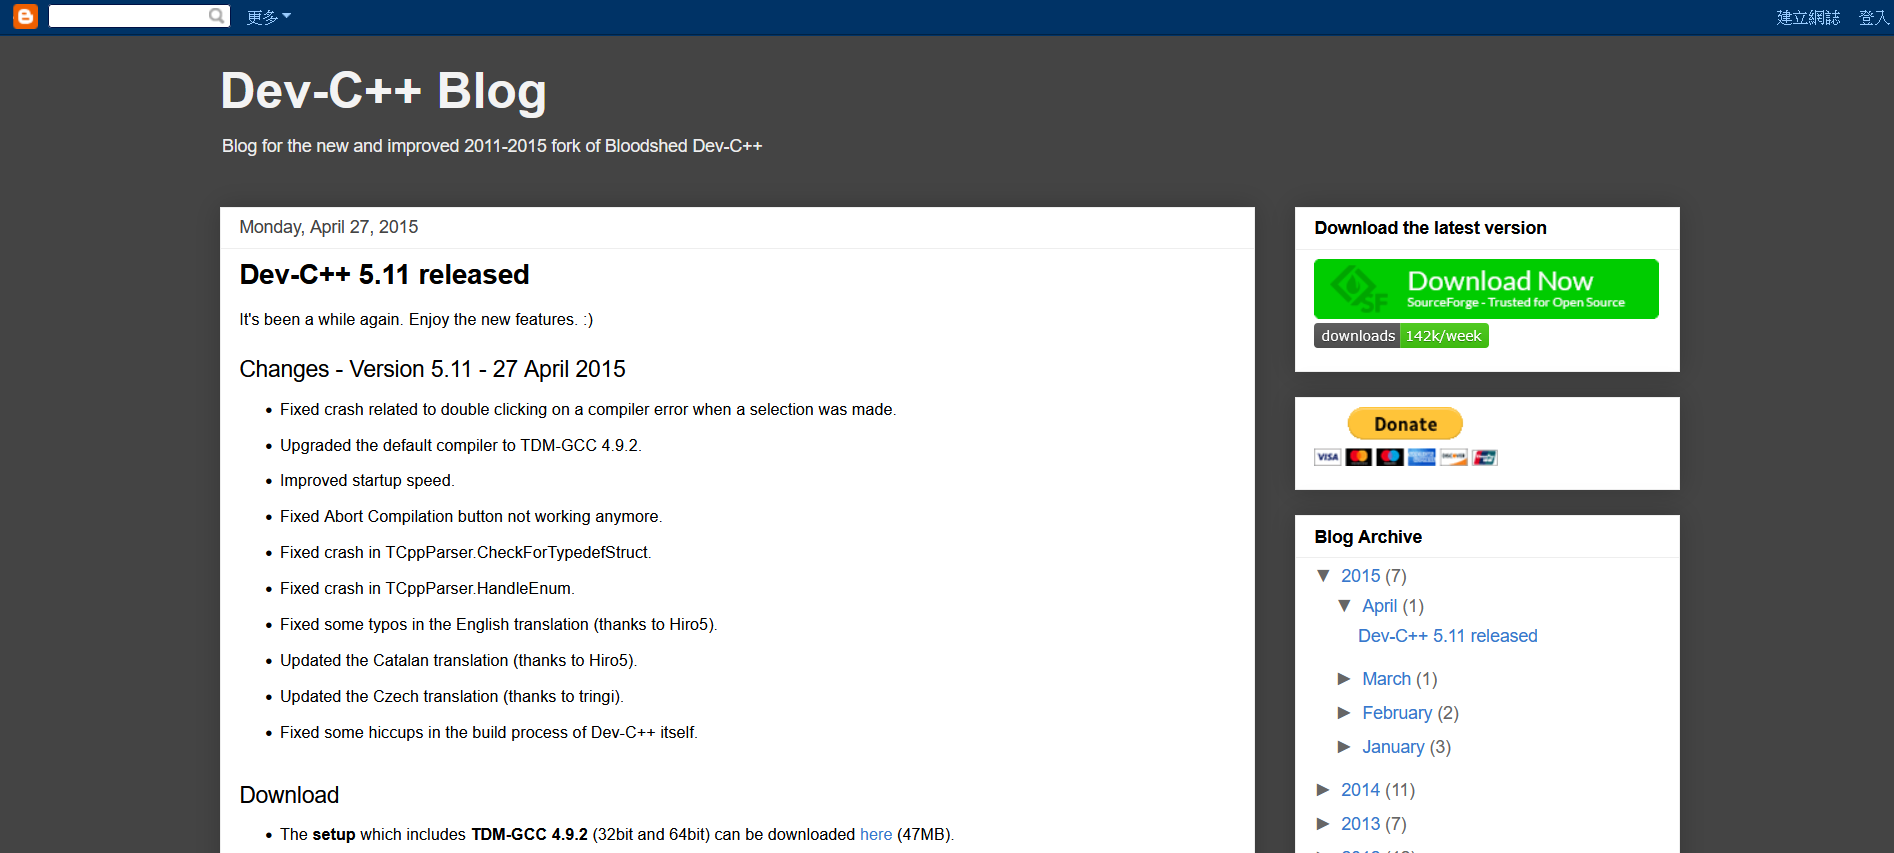 更多
建立網誌 登入
Dev-C++ Blog
Blog for the new and improved 2011-2015 fork of Bloodshed Dev-C++
Monday, April 27, 2015
Dev-C++ 5.11 released
It's been a while again. Enjoy the new features. :)
Changes - Version 5.11 - 27 April 2015
Fixed crash related to double clicking on a compiler error when a selection was made.
Upgraded the default compiler to TDM-GCC 4.9.2.
Improved startup speed.
Fixed Abort Compilation button not working anymore.
Fixed crash in TCppParser.CheckForTypedefStruct.
Fixed crash in TCppParser.HandleEnum.
Fixed some typos in the English translation (thanks to Hiro5).
Updated the Catalan translation (thanks to Hiro5).
Updated the Czech translation (thanks to tringi).
Fixed some hiccups in the build process of Dev-C++ itself.
Download
The setup which includes TDM-GCC 4.9.2 (32bit and 64bit) can be downloaded here (47MB).
Download the latest version
SF
Download Now
SourceForge - Trusted for Open Source
downloads 142k/week
Donate
VISA
Blog Archive
▼ 2015 (7)
▼ April (1)
Dev-C++ 5.11 released
► March (1)
► February (2)
► January (3)
► 2014 (11)
► 2013 (7)